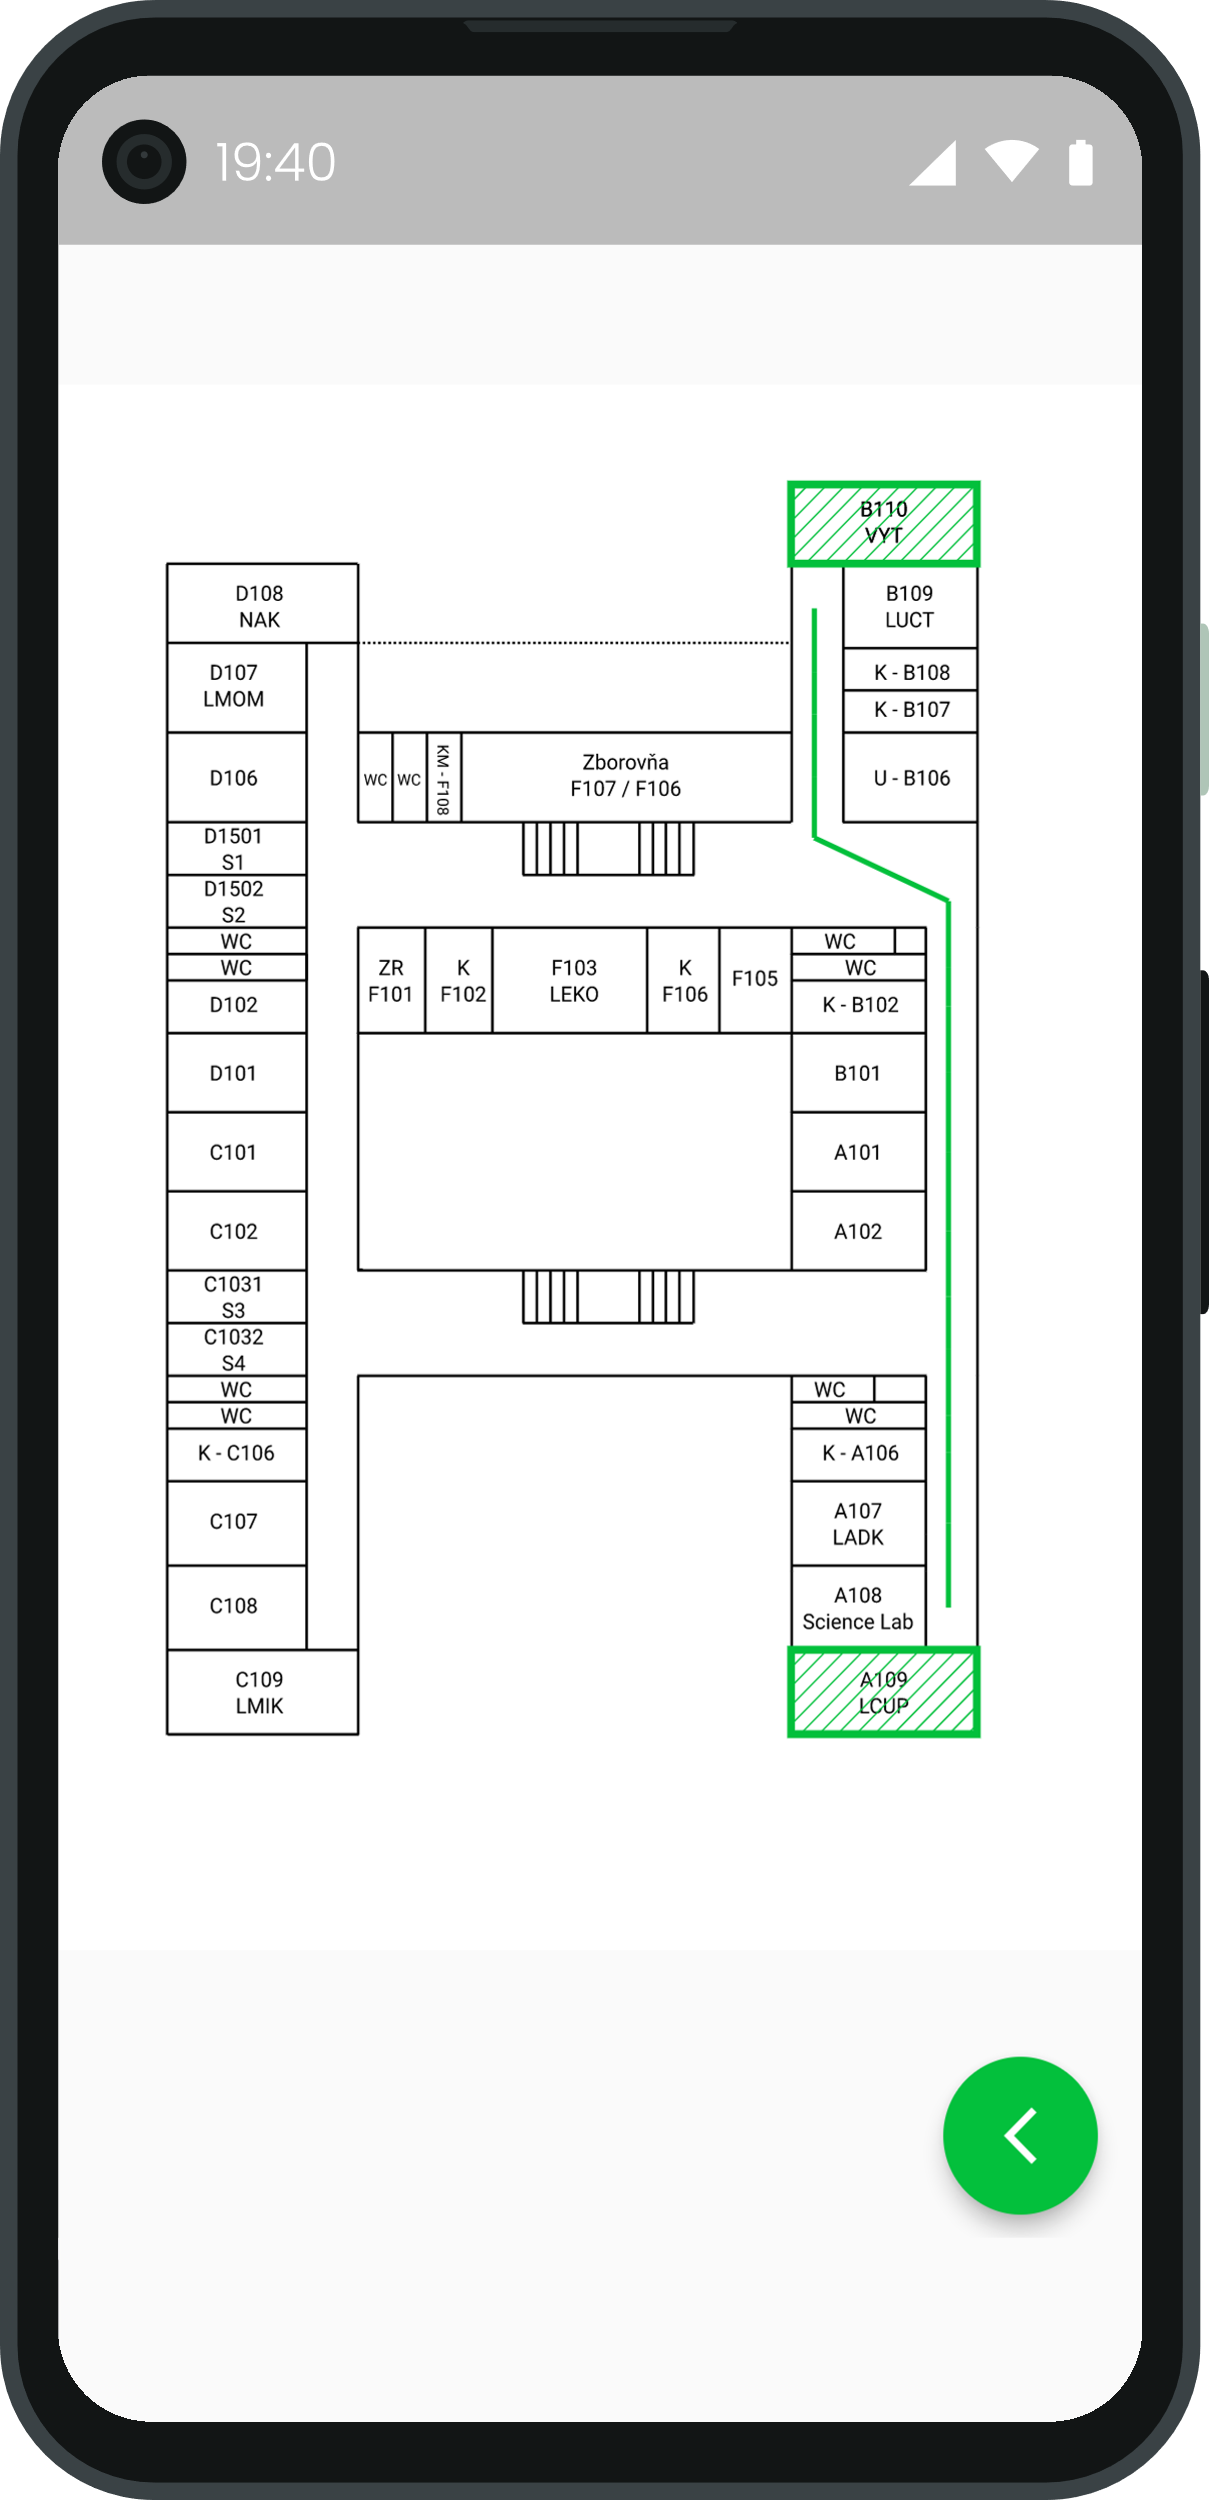 19:40
B110
VYT
D108
NAK
B109
LUCT
D107
LMOM
K - B108
K - B107
D106
WC
WC
KM - F108
Zborovňa
F107 / F106
U - B106
D1501
S1
D1502
S2
WC
WC
D102
ZR
F101
K
F102
F103
LEKO
K
F106
F105
WC
WC
K - B102
D101
B101
C101
A101
C102
A102
C1031
S3
C1032
S4
WC
WC
WC
WC
K - C106
K - A106
C107
A107
LADK
C108
A108
Science Lab
C109
LMIK
A109
LCUP